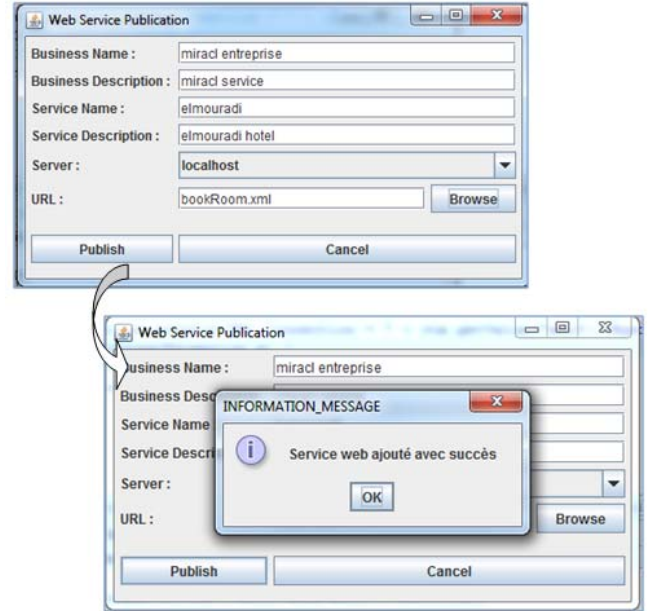 Web Service Publication
Business Name : miracl entreprise
Business Description : miracl service
Service Name : elmouradi
Service Description : elmouradi hotel
Server : localhost
URL : bookRoom.xml Browse
Publish Cancel
Web Service Publication
usiness Name : miracl entreprise
Business Desc
INFORMATION_MESSAGE
Service Name
Service Descri
Service web ajouté avec succès
Server :
OK
URL : Browse
Publish Cancel